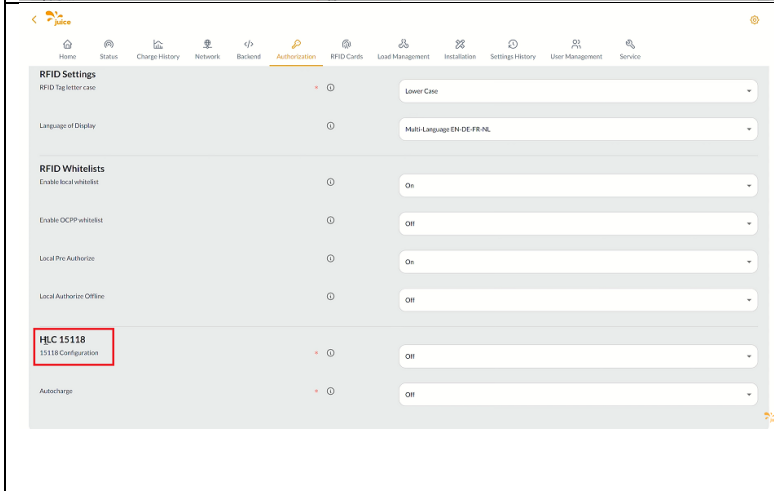 juice
Home Status Charge History Network Backend Authorization RFID Cards Load Management Installation Settings History User Management Service
RFID Settings
RFID Tag letter case * Lower Case
Language of Display Multi-Language EN-DE-FR-NL
RFID Whitelists
Enable local whitelist On
Enable OCPP whitelist Off
Local Pre Authorize On
Local Authorize Offline Off
HLC 15118
15118 Configuration * Off
Autocharge * Off